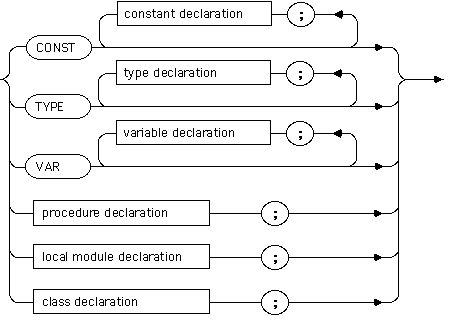 constant declaration ;
CONST
type declaration ;
TYPE
variable declaration ;
VAR
procedure declaration ;
local module declaration ;
class declaration ;